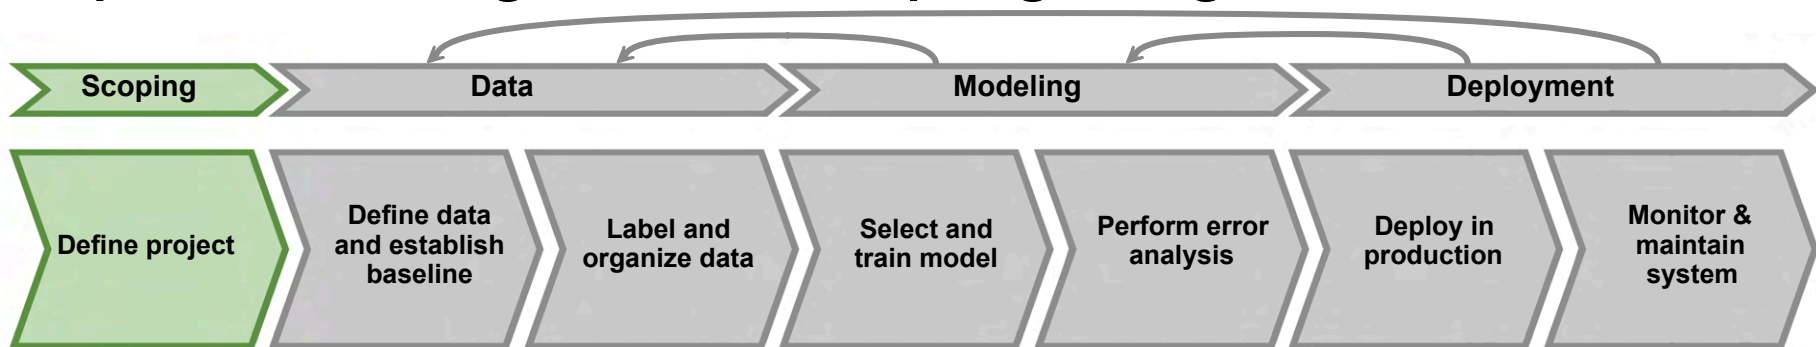 Scoping
Data
Modeling
Deployment
Define project
Define data
and establish
baseline
Label and
organize data
Select and
train model
Perform error
analysis
Deploy in
production
Monitor &
maintain
system